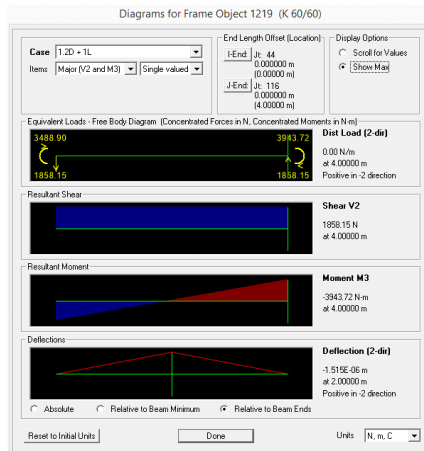 Diagrams for Frame Object 1219 (K 60/60)
Case 1.2D + 1L
Items Major (V2 and M3) Single valued
End Length Offset (Location)
I-End: Jt: 44
0.000000 m
(0.00000 m)
J-End: Jt: 116
0.000000 m
(4.00000 m)
Display Options
Scroll for Values
Show Max
Equivalent Loads - Free Body Diagram (Concentrated Forces in N, Concentrated Moments in N-m)
3488.90 3943.72
1858.15 1858.15
Dist Load (2-dir)
0.00 N/m
at 4.00000 m
Positive in -2 direction
Resultant Shear
Shear V2
1858.15 N
at 4.00000 m
Resultant Moment
Moment M3
-3943.72 N-m
at 4.00000 m
Deflections
Deflection (2-dir)
-1.515E-06 m
at 2.00000 m
Positive in -2 direction
Absolute Relative to Beam Minimum Relative to Beam Ends
Reset to Initial Units Done Units N, m, C